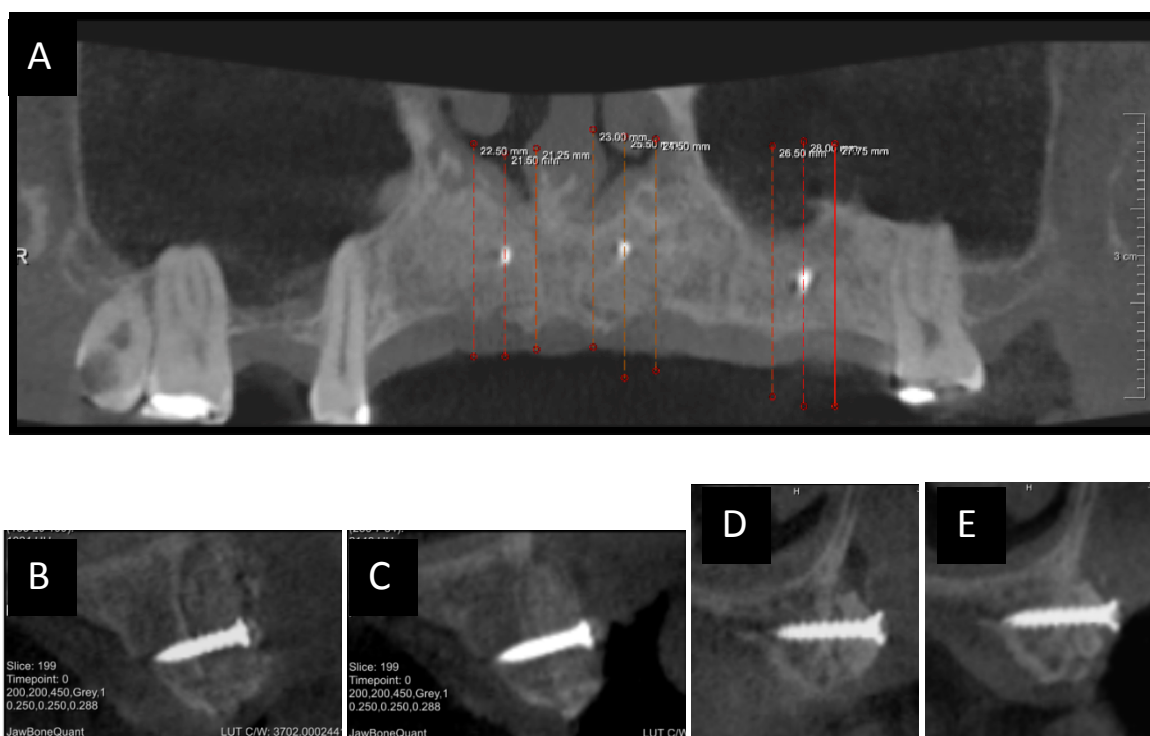 A
22.50 mm
21.50 mm
21.25 mm
23.00 mm
26.50 mm
28.00
27.75 mm
R
3 cm
B
Slice: 199
Timepoint: 0
200,200,450,Grey,1
0.250,0.250,0.288
JawBoneQuant
LUT C/W: 3702.000244
C
Slice: 199
Timepoint: 0
200,200,450,Grey,1
0.250,0.250,0.288
JawBoneQuant
LUT C/W
D
H
E
H